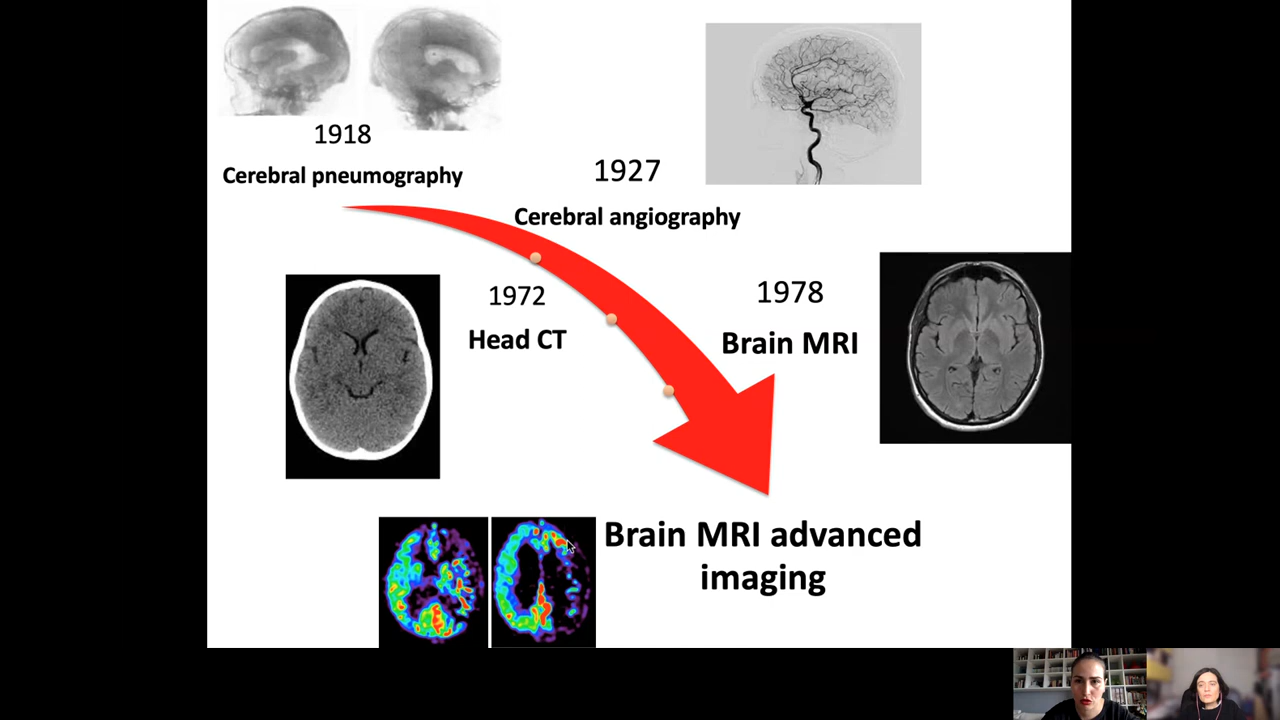 1918
Cerebral pneumography
1927
Cerebral angiography
1972
Head CT
1978
Brain MRI
Brain MRI advanced
imaging